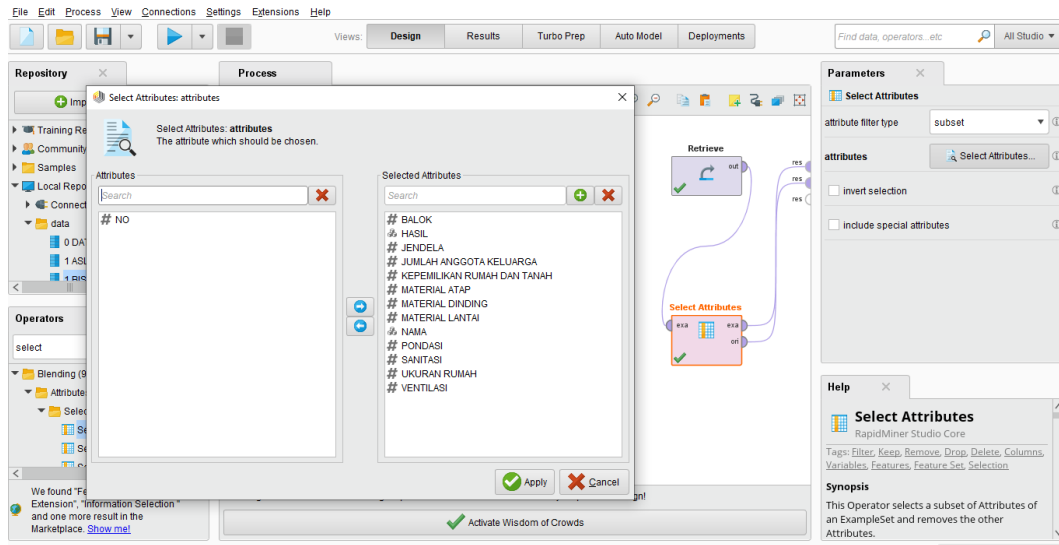 File Edit Process View Connections Settings Extensions Help
Views: Design Results Turbo Prep Auto Model Deployments
Find data, operators...etc All Studio
Repository
Process
Parameters
Imp
Select Attributes: attributes
Select Attributes: attributes
The attribute which should be chosen.
Training Re
Community
Samples
Local Repo
Connect
data
0 DA
1 ASL
1 BIS
Attributes
Search
NO
Selected Attributes
Search
BALOK
HASIL
JENDELA
JUMLAH ANGGOTA KELUARGA
KEPEMILIKAN RUMAH DAN TANAH
MATERIAL ATAP
MATERIAL DINDING
MATERIAL LANTAI
NAMA
PONDASI
SANITASI
UKURAN RUMAH
VENTILASI
Apply
Cancel
Operators
select
Blending (9
Attribute
Selec
Se
Se
We found "Fe
Extension", "Information Selection "
and one more result in the
Marketplace. Show me!
Retrieve
out
res
res
res
Select Attributes
exa exa
ori
Activate Wisdom of Crowds
Select Attributes
attribute filter type subset
attributes Select Attributes...
invert selection
include special attributes
Help
Select Attributes
RapidMiner Studio Core
Tags: Filter, Keep, Remove, Drop, Delete, Columns,
Variables, Features, Feature Set, Selection
Synopsis
This Operator selects a subset of Attributes of
an ExampleSet and removes the other
Attributes.